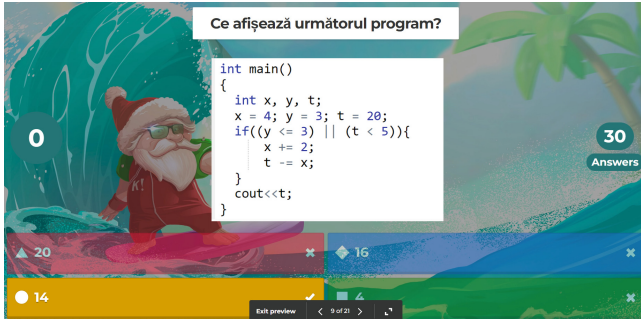 Ce afișează următorul program?
int main()
{
int x, y, t;
x = 4; y = 3; t = 20;
if((y <= 3) || (t < 5)){
x += 2;
t -= x;
}
cout<<t;
}
0
30
Answers
K!
20
16
14
4
Exit preview
9 of 21